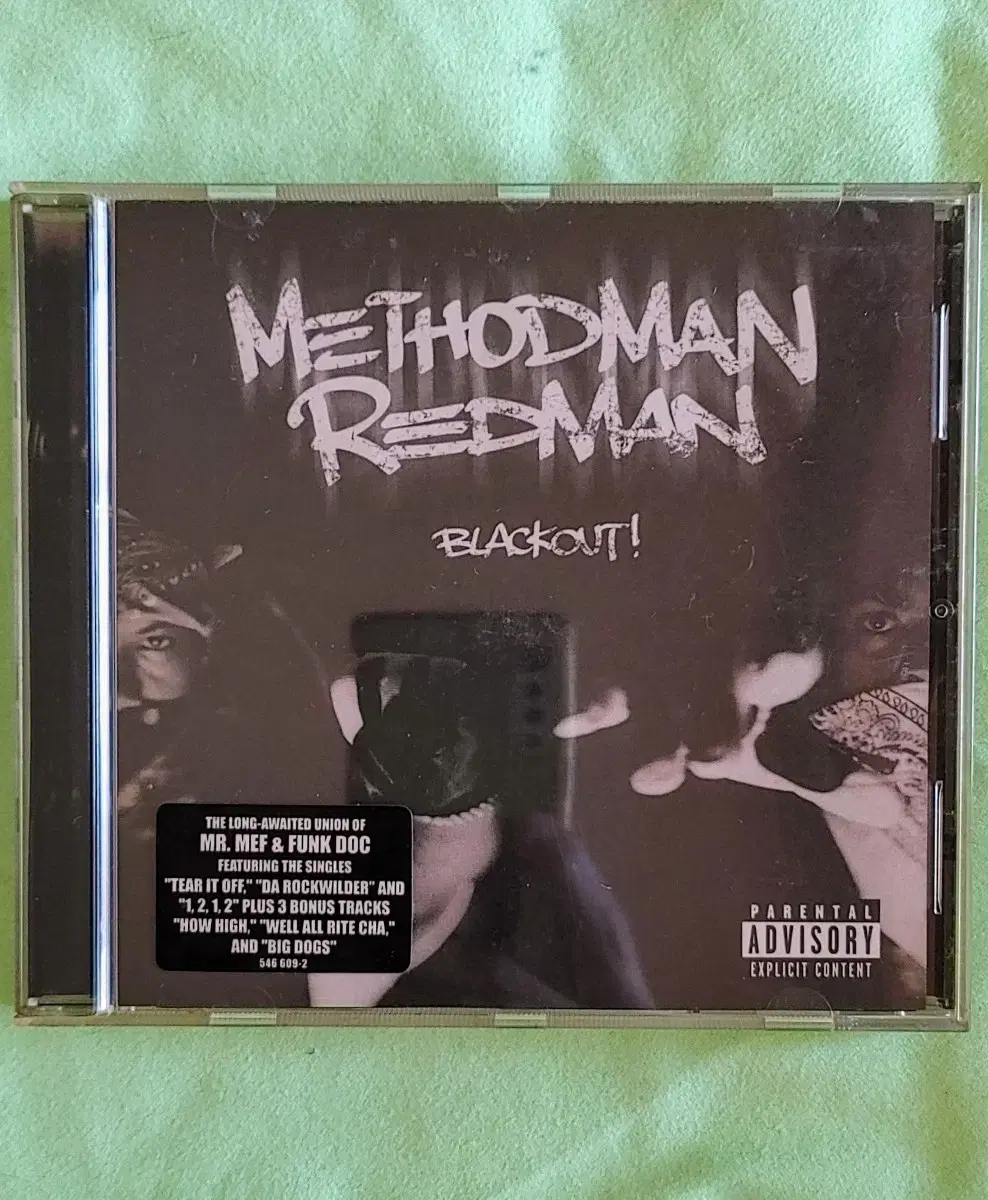 METHODMAN
REDMAN
BLACKOUT!
THE LONG-AWAITED UNION OF
MR. MEF & FUNK DOC
FEATURING THE SINGLES
"TEAR IT OFF," "DA ROCKWILDER" AND
"1, 2, 1, 2" PLUS 3 BONUS TRACKS
"HOW HIGH," "WELL ALL RITE CHA,"
AND "BIG DOGS"
546 609-2
PARENTAL
ADVISORY
EXPLICIT CONTENT